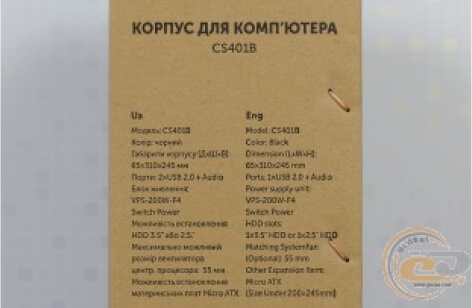 КОРПУС ДЛЯ КОМП'ЮТЕРА
CS401B
Ua
Модель: CS401B
Колір: чорний
Габарити корпусу (ДхШхВ):
65x310x245 мм
Порти: 2xUSB 2.0 + Audio
Блок живлення:
VPS-200W-F4
Switch Power
Можливість встановлення
HDD 3.5" або 2.5"
Максимально можливий
розмір вентилятора
центр. процесора: 55 мм
Можливість встановлення
материнських плат Micro ATX
Eng
Model: CS401B
Color: Black
Dimension (LxWxH):
65x310x245 mm
Ports: 1xUSB 2.0 + Audio
Power supply unit:
VPS-200W-F4
Switch Power
HDD slots:
1x3.5" HDD or 1x2.5" HDD
Matching System Fan:
(Optional): 55 mm
Other Expansion Item:
Micro ATX
(Size Under 200x245mm)